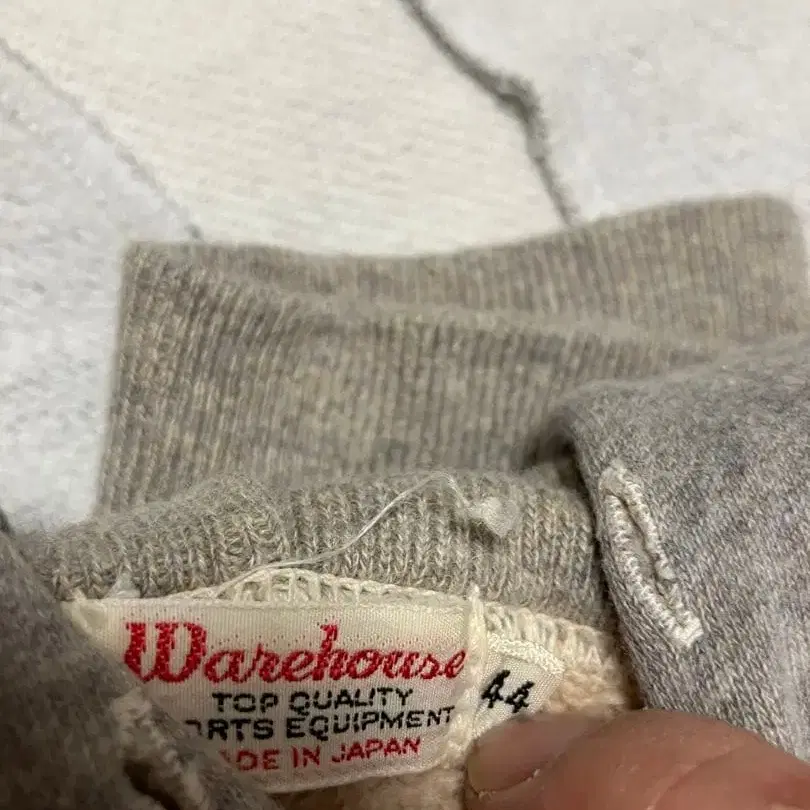 Warehouse
44
TOP QUALITY
ORTS EQUIPMENT
ADE IN JAPAN